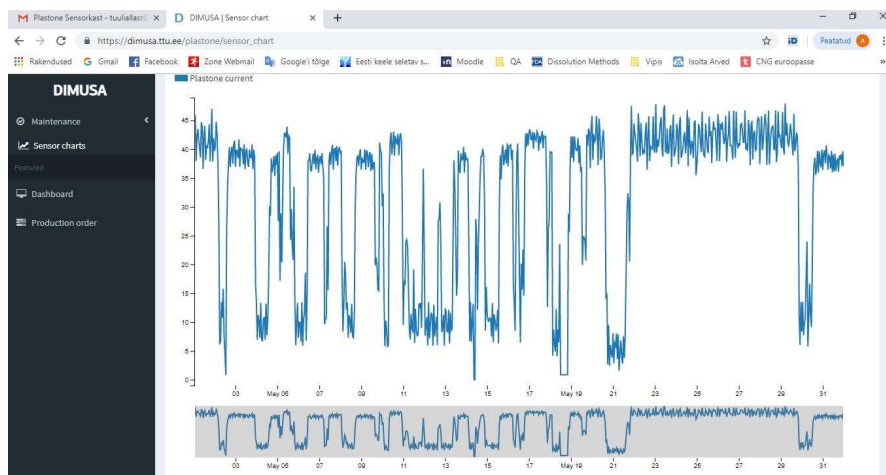 Plastone Sensorkast - tuuliallast
DIMUSA | Sensor chart
https://dimusa.ttu.ee/plastone/sensor_chart
Peatatud A
Rakendused Gmail Facebook Zone Webmail Google'i tõlge Eesti keele seletav s... Moodle QA FDA Dissolution Methods Vipis Isolta Arved CNG euroopasse »
DIMUSA
Maintenance
Sensor charts
Featured
Dashboard
Production order
Plastone current
45
40
35
30
25
20
15
10
5
0
03 May 05 07 09 11 13 15 17 May 19 21 23 25 27 29 31
03 May 05 07 09 11 13 15 17 May 19 21 23 25 27 29 31